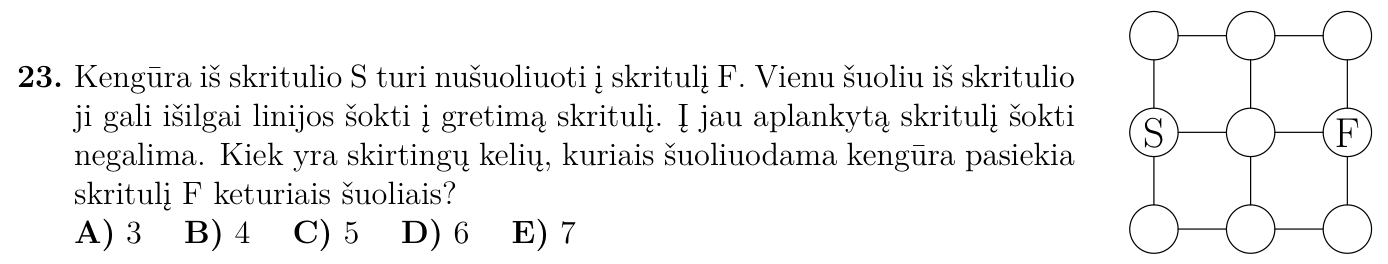 23. Kengūra iš skritulio S turi nušuoliuoti į skritulį F. Vienu šuoliu iš skritulio
ji gali išilgai linijos šokti į gretimą skritulį. Į jau aplankytą skritulį šokti
negalima. Kiek yra skirtingų kelių, kuriais šuoliuodama kengūra pasiekia
skritulį F keturiais šuoliais?
A) 3 B) 4 C) 5 D) 6 E) 7
S F